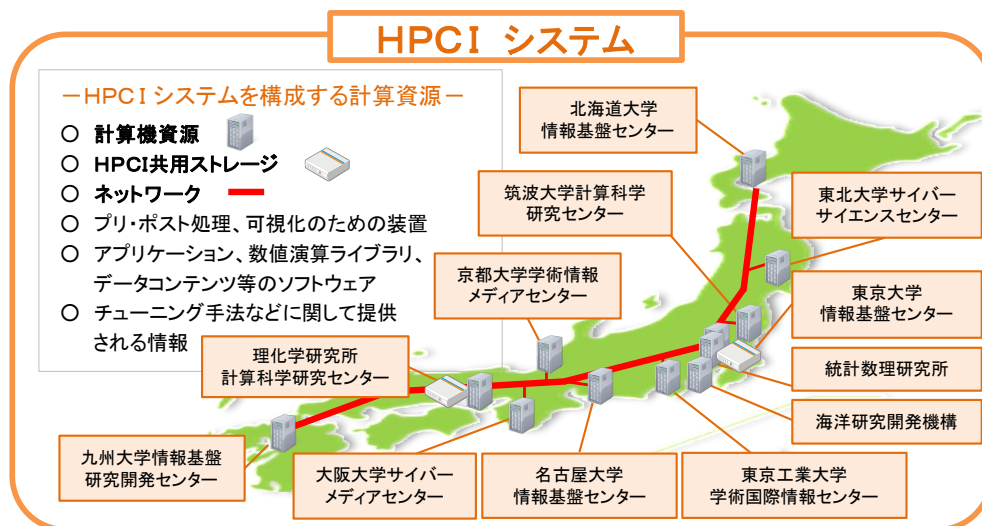 HPCI システム
－HPCI システムを構成する計算資源－
○ 計算機資源
○ HPCI共用ストレージ
○ ネットワーク
○ プリ・ポスト処理、可視化のための装置
○ アプリケーション、数値演算ライブラリ、
データコンテンツ等のソフトウェア
○ チューニング手法などに関して提供
される情報
北海道大学
情報基盤センター
筑波大学計算科学
研究センター
東北大学サイバー
サイエンスセンター
京都大学学術情報
メディアセンター
東京大学
情報基盤センター
理化学研究所
計算科学研究センター
統計数理研究所
海洋研究開発機構
九州大学情報基盤
研究開発センター
大阪大学サイバー
メディアセンター
名古屋大学
情報基盤センター
東京工業大学
学術国際情報センター